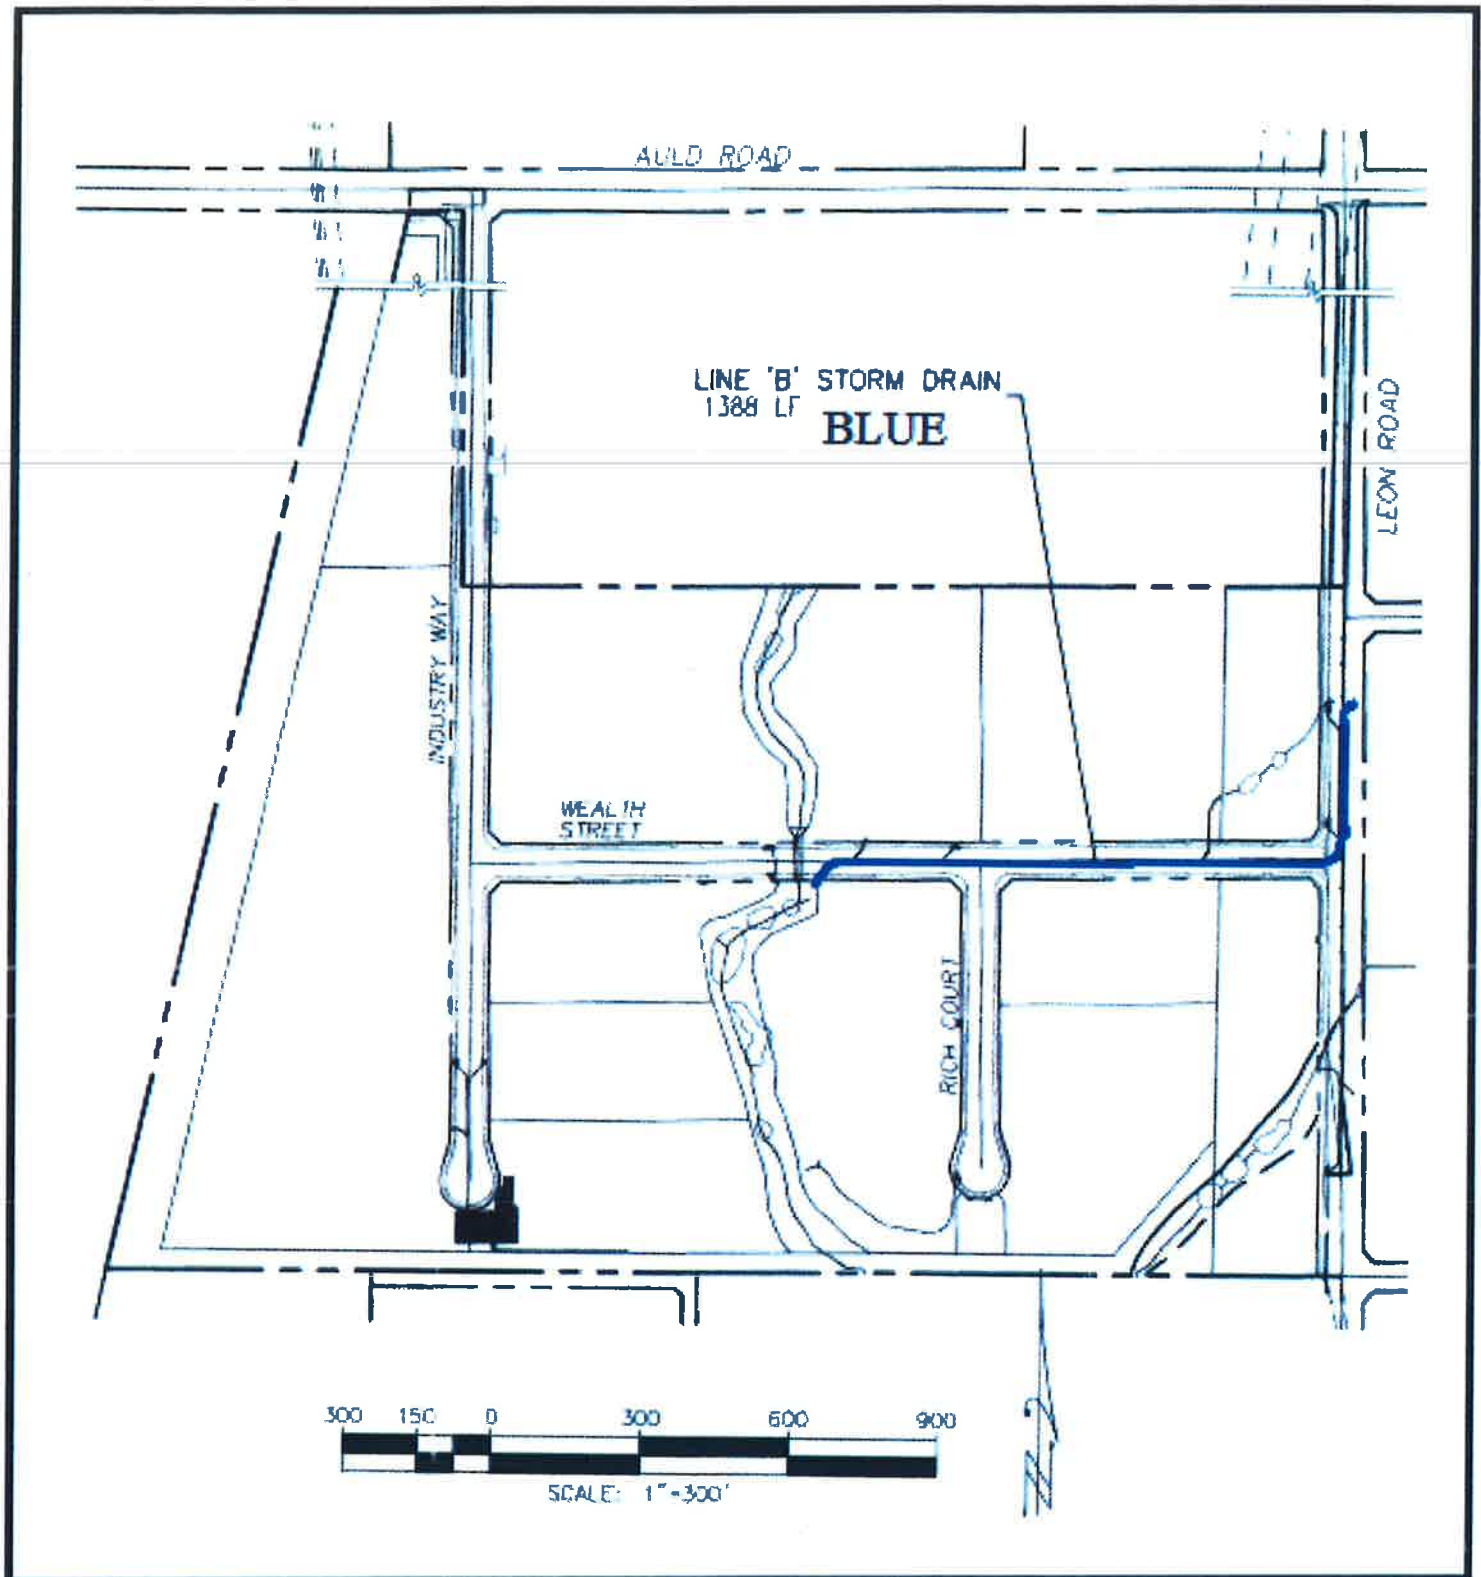 AULD ROAD
LINE 'B' STORM DRAIN
1388 LF BLUE
LEON ROAD
INDUSTRY WAY
WEALTH
STREET
RICH COURT
300 150 0 300 600 900
SCALE: 1"=300'